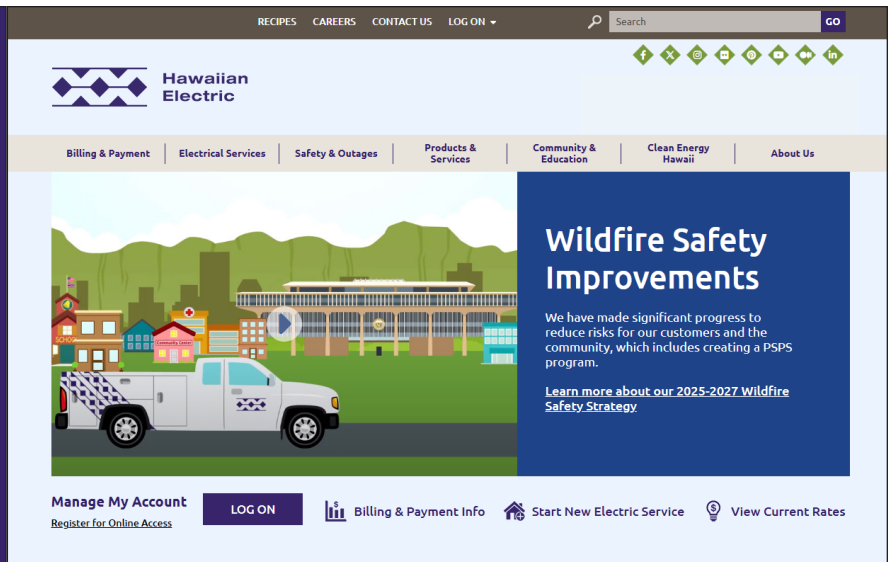 RECIPES CAREERS CONTACT US LOG ON
Search
GO
Hawaiian
Electric
Billing & Payment
Electrical Services
Safety & Outages
Products &
Services
Community &
Education
Clean Energy
Hawaii
About Us
SCHOOL
Community Center
Wildfire Safety
Improvements
We have made significant progress to
reduce risks for our customers and the
community, which includes creating a PSPS
program.
Learn more about our 2025-2027 Wildfire
Safety Strategy
Manage My Account
Register for Online Access
LOG ON
Billing & Payment Info
Start New Electric Service
View Current Rates